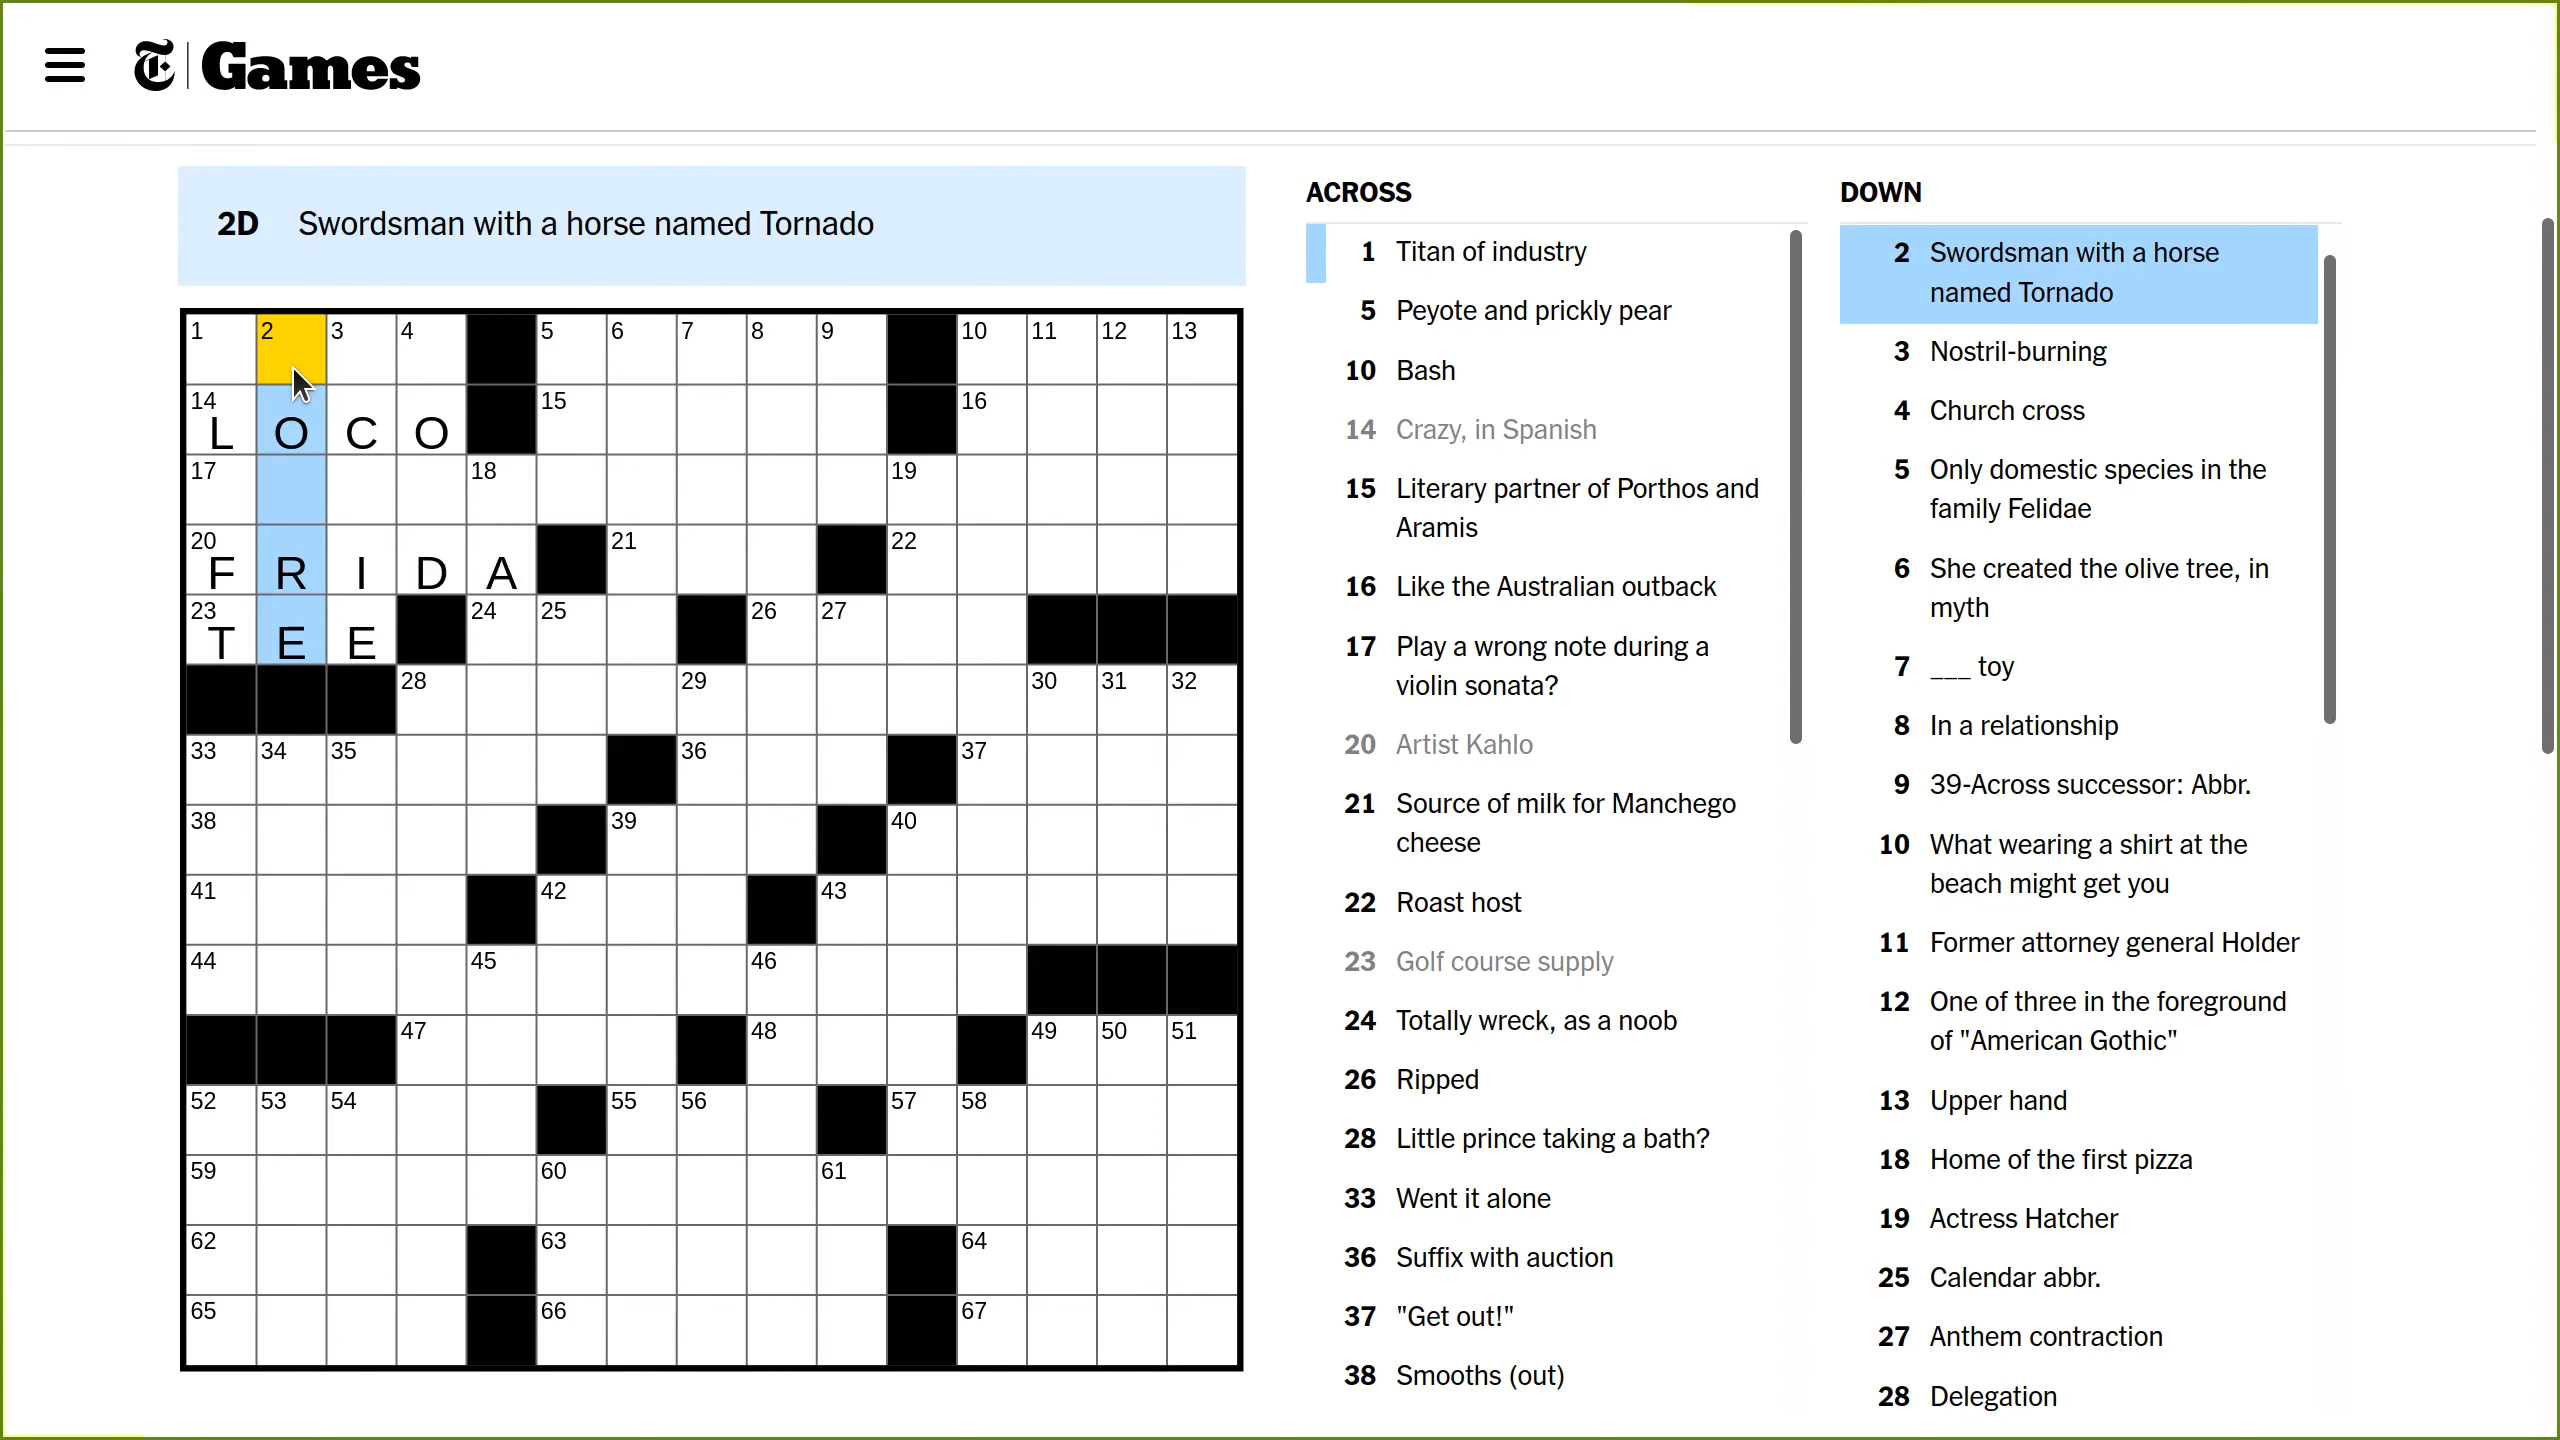 T | Games
2D Swordsman with a horse named Tornado
1 2 3 4 5 6 7 8 9 10 11 12 13
14 L O C O 15 16
17 18 19
20 F R I D A 21 22
23 T E E 24 25 26 27
28 29 30 31 32
33 34 35 36 37
38 39 40
41 42 43
44 45 46
47 48 49 50 51
52 53 54 55 56 57 58
59 60 61
62 63 64
65 66 67
ACROSS
1 Titan of industry
5 Peyote and prickly pear
10 Bash
14 Crazy, in Spanish
15 Literary partner of Porthos and
Aramis
16 Like the Australian outback
17 Play a wrong note during a
violin sonata?
20 Artist Kahlo
21 Source of milk for Manchego
cheese
22 Roast host
23 Golf course supply
24 Totally wreck, as a noob
26 Ripped
28 Little prince taking a bath?
33 Went it alone
36 Suffix with auction
37 "Get out!"
38 Smooths (out)
DOWN
2 Swordsman with a horse
named Tornado
3 Nostril-burning
4 Church cross
5 Only domestic species in the
family Felidae
6 She created the olive tree, in
myth
7 ___ toy
8 In a relationship
9 39-Across successor: Abbr.
10 What wearing a shirt at the
beach might get you
11 Former attorney general Holder
12 One of three in the foreground
of "American Gothic"
13 Upper hand
18 Home of the first pizza
19 Actress Hatcher
25 Calendar abbr.
27 Anthem contraction
28 Delegation